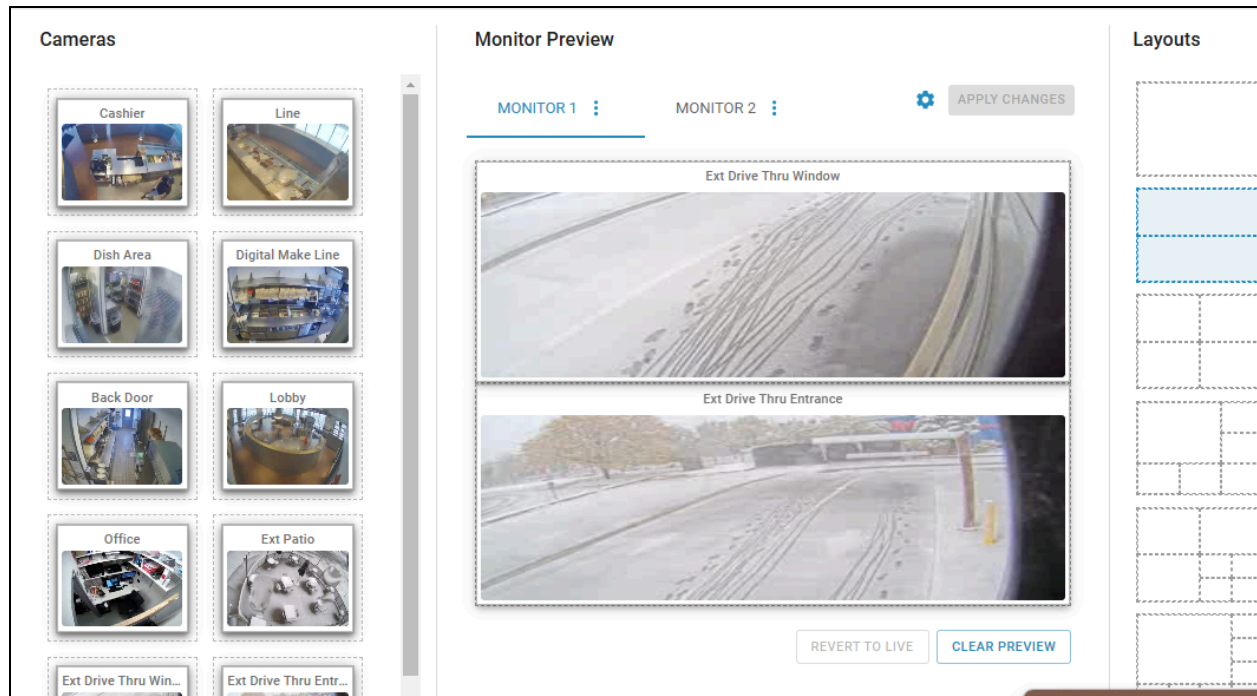 Cameras
Cashier
Line
Dish Area
Digital Make Line
Back Door
Lobby
Office
Ext Patio
Ext Drive Thru Win...
Ext Drive Thru Entr...
Monitor Preview
MONITOR 1
MONITOR 2
APPLY CHANGES
Ext Drive Thru Window
Ext Drive Thru Entrance
REVERT TO LIVE
CLEAR PREVIEW
Layouts